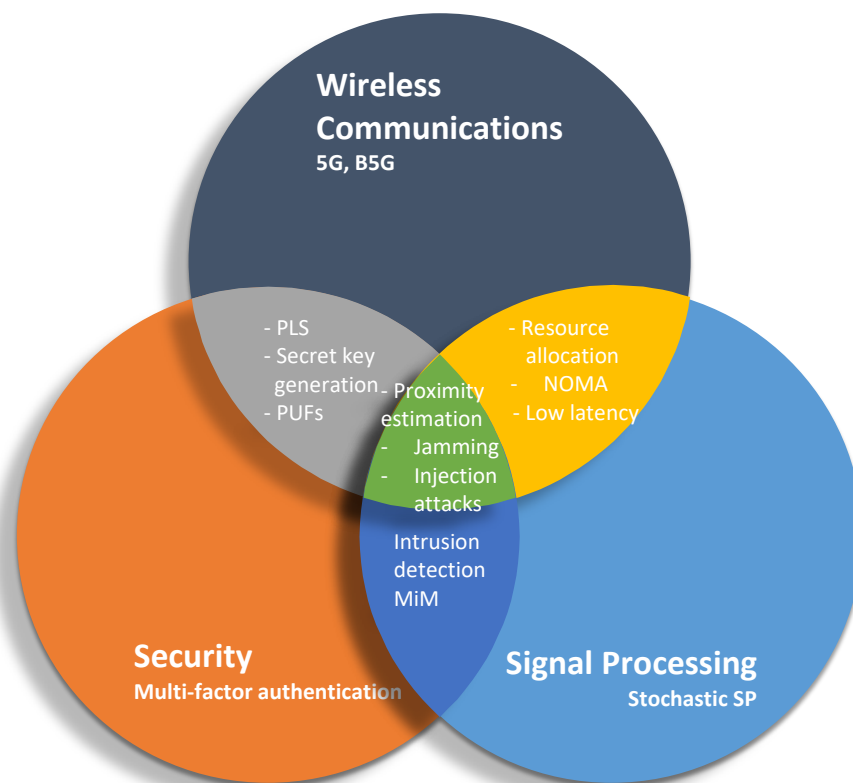 Wireless
Communications
5G, B5G
- PLS
- Secret key
generation
- PUFs
- Resource
allocation
- NOMA
- Low latency
- Proximity
estimation
- Jamming
- Injection
attacks
Intrusion
detection
MiM
Security
Multi-factor authentication
Signal Processing
Stochastic SP